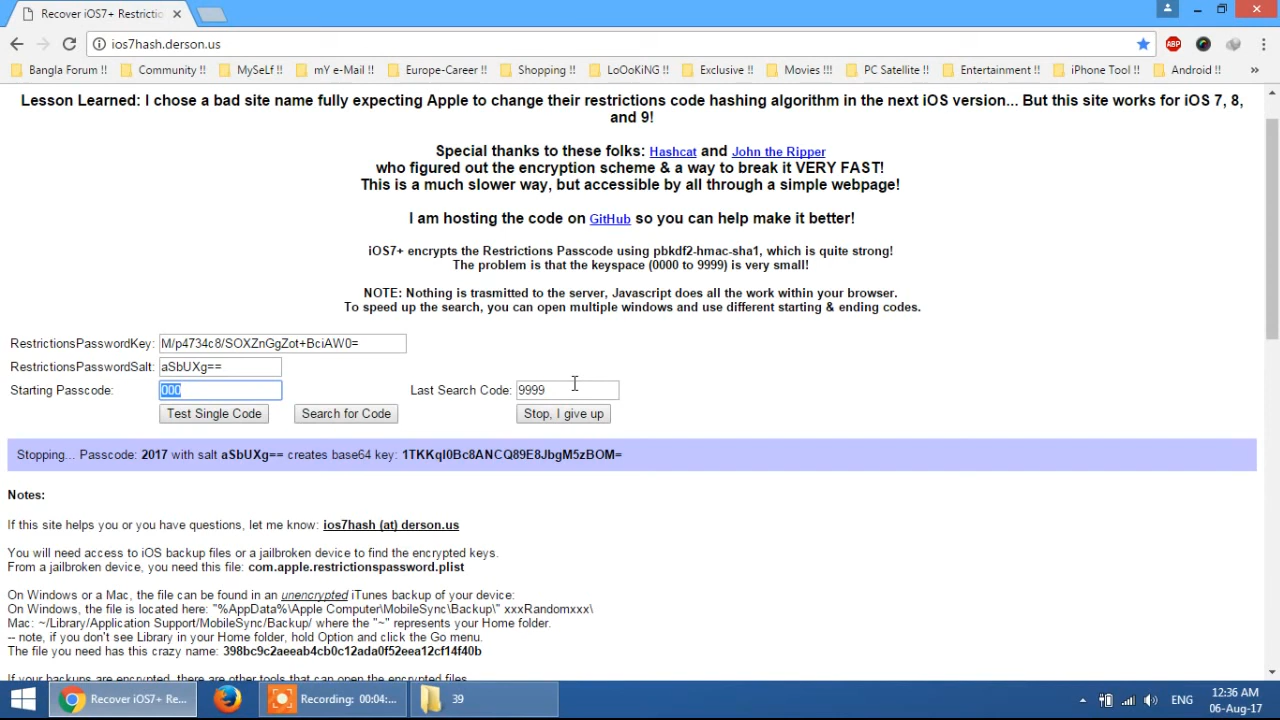 Recover iOS7+ Restrictio
ios7hash.derson.us
Bangla Forum !! Community !! MySeLf !! mY e-Mail !! Europe-Career !! Shopping !! LoOoKiNG !! Exclusive !! Movies !!! PC Satellite !! Entertainment !! iPhone Tool !! Android !! »
Lesson Learned: I chose a bad site name fully expecting Apple to change their restrictions code hashing algorithm in the next iOS version... But this site works for iOS 7, 8,
and 9!
Special thanks to these folks: Hashcat and John the Ripper
who figured out the encryption scheme & a way to break it VERY FAST!
This is a much slower way, but accessible by all through a simple webpage!
I am hosting the code on GitHub so you can help make it better!
iOS7+ encrypts the Restrictions Passcode using pbkdf2-hmac-sha1, which is quite strong!
The problem is that the keyspace (0000 to 9999) is very small!
NOTE: Nothing is trasmitted to the server, Javascript does all the work within your browser.
To speed up the search, you can open multiple windows and use different starting & ending codes.
RestrictionsPasswordKey: M/p4734c8/SOXZnGgZot+BciAW0=
RestrictionsPasswordSalt: aSbUXg==
Starting Passcode: 000 Last Search Code: 9999
Test Single Code Search for Code Stop, I give up
Stopping... Passcode: 2017 with salt aSbUXg== creates base64 key: 1TKKqI0Bc8ANCQ89E8JbgM5zBOM=
Notes:
If this site helps you or you have questions, let me know: ios7hash (at) derson.us
You will need access to iOS backup files or a jailbroken device to find the encrypted keys.
From a jailbroken device, you need this file: com.apple.restrictionspassword.plist
On Windows or a Mac, the file can be found in an unencrypted iTunes backup of your device:
On Windows, the file is located here: "%AppData%\Apple Computer\MobileSync\Backup\" xxxRandomxxx\
Mac: ~/Library/Application Support/MobileSync/Backup/ where the "~" represents your Home folder.
-- note, if you don't see Library in your Home folder, hold Option and click the Go menu.
The file you need has this crazy name: 398bc9c2aeeab4cb0c12ada0f52eea12cf14f40b
If your backups are encrypted, there are other tools that can open the encrypted files.
Recover iOS7+ Re... Recording: 00:04:... 39 ENG 12:36 AM
06-Aug-17